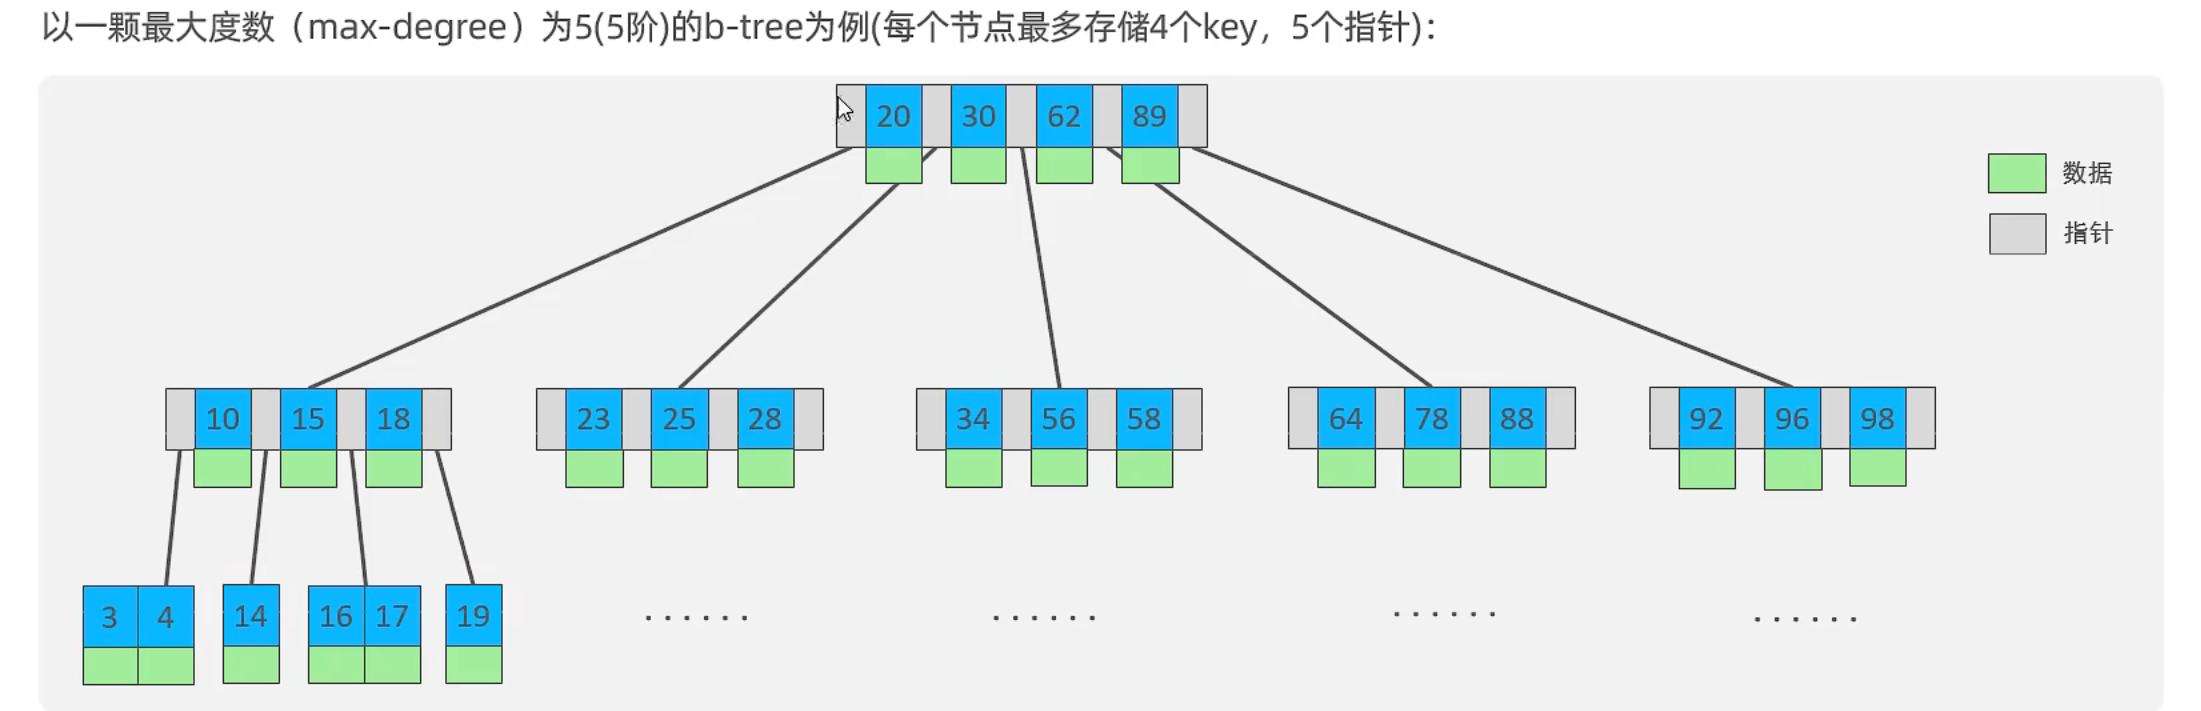 以一颗最大度数（max-degree）为5(5阶)的b-tree为例(每个节点最多存储4个key，5个指针)：
20 30 62 89
数据
指针
10 15 18 23 25 28 34 56 58 64 78 88 92 96 98
3 4 14 16 17 19 ...... ...... ...... ......